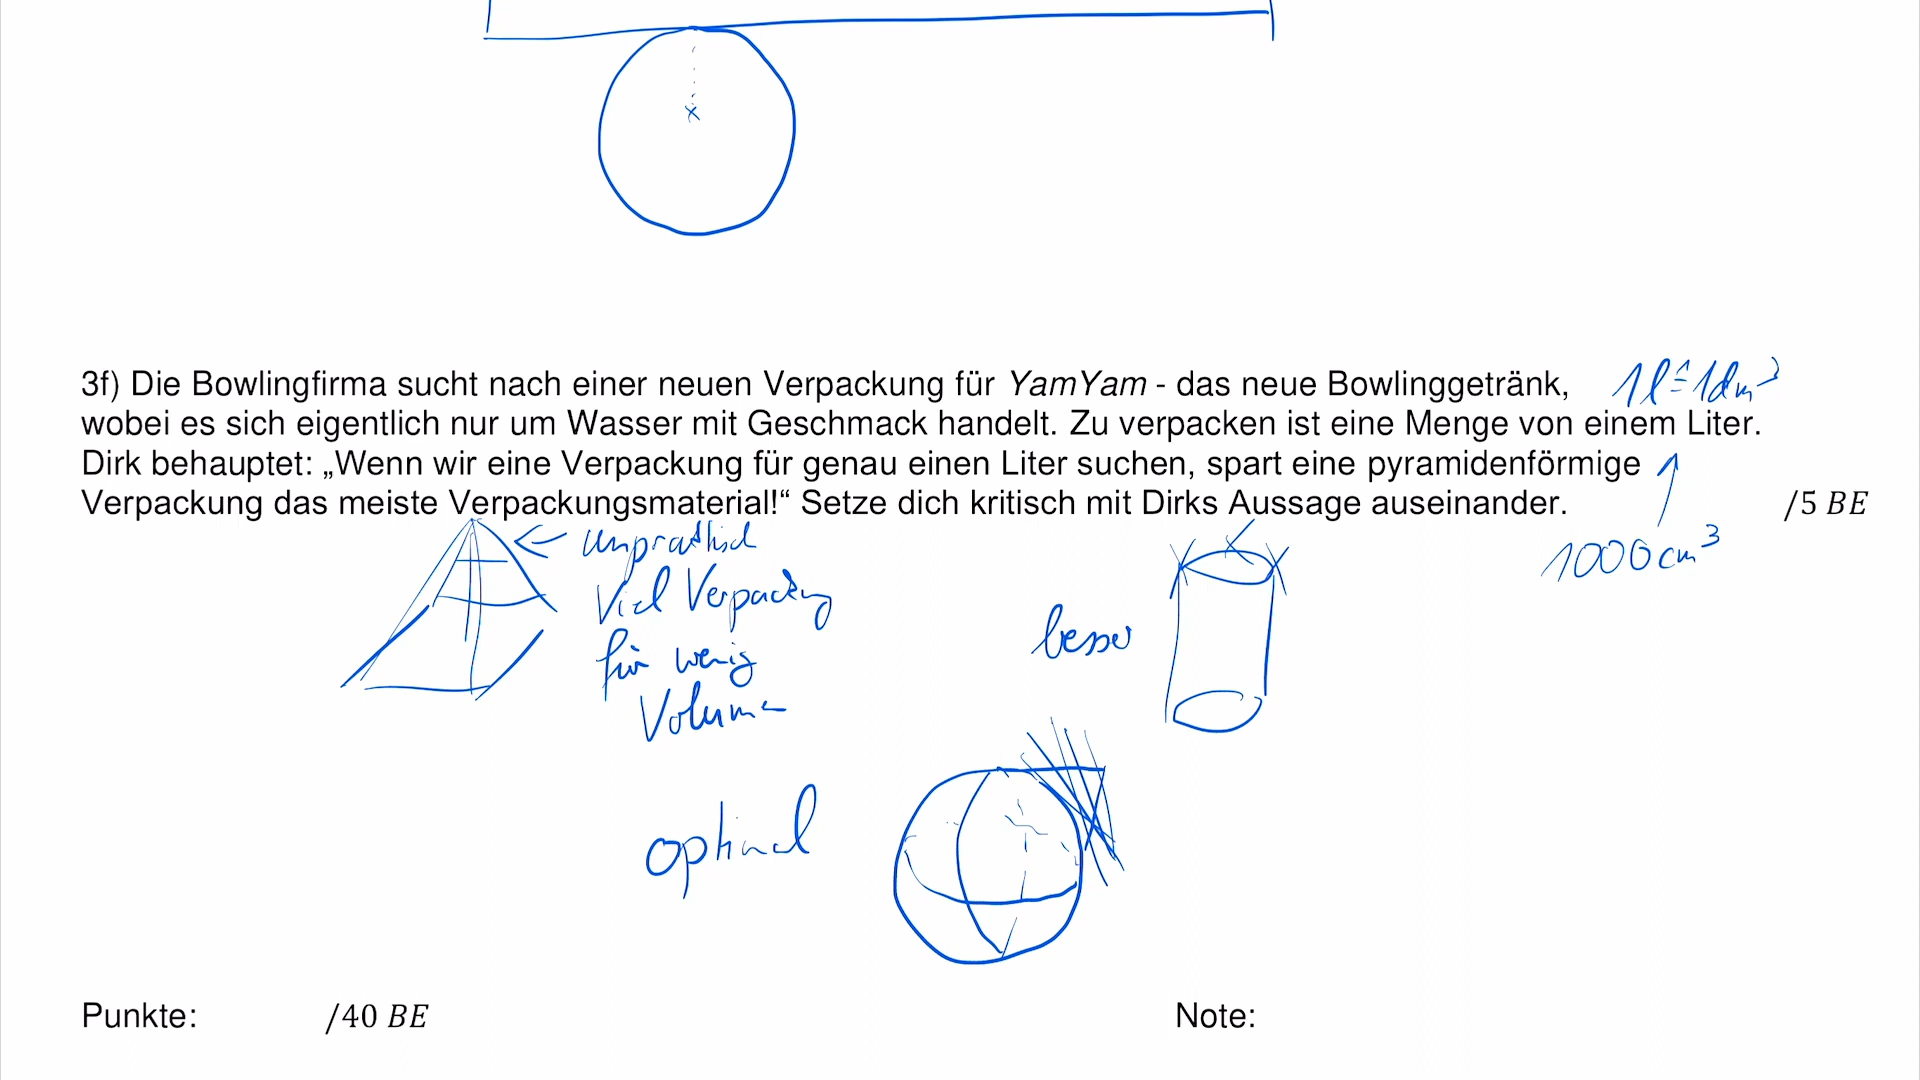 3f) Die Bowlingfirma sucht nach einer neuen Verpackung für YamYam - das neue Bowlinggetränk,
1l ≙ 1dm³
wobei es sich eigentlich nur um Wasser mit Geschmack handelt. Zu verpacken ist eine Menge von einem Liter.
Dirk behauptet: „Wenn wir eine Verpackung für genau einen Liter suchen, spart eine pyramidenförmige
Verpackung das meiste Verpackungsmaterial!“ Setze dich kritisch mit Dirks Aussage auseinander.
/5 BE
1000cm³
unpraktisch
Viel Verpackung
für wenig
Volumen
besser
optimal
Punkte: /40 BE
Note: